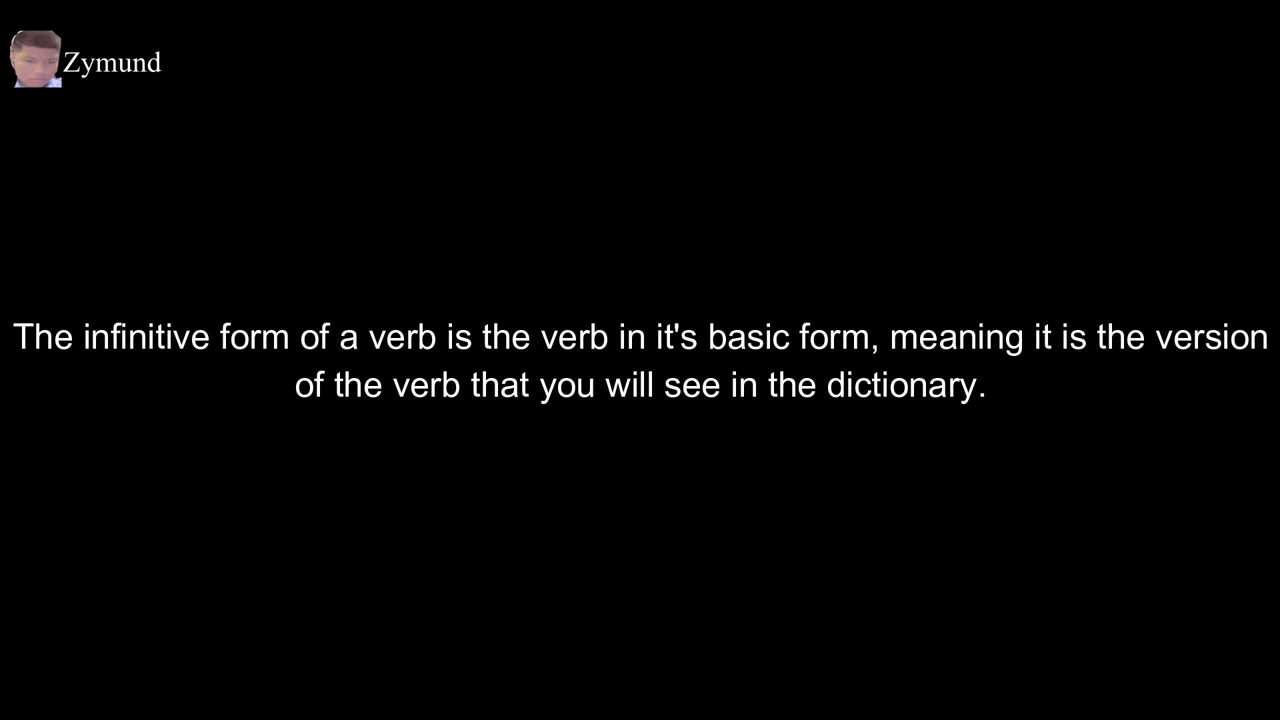 Zymund
The infinitive form of a verb is the verb in it's basic form, meaning it is the version
of the verb that you will see in the dictionary.